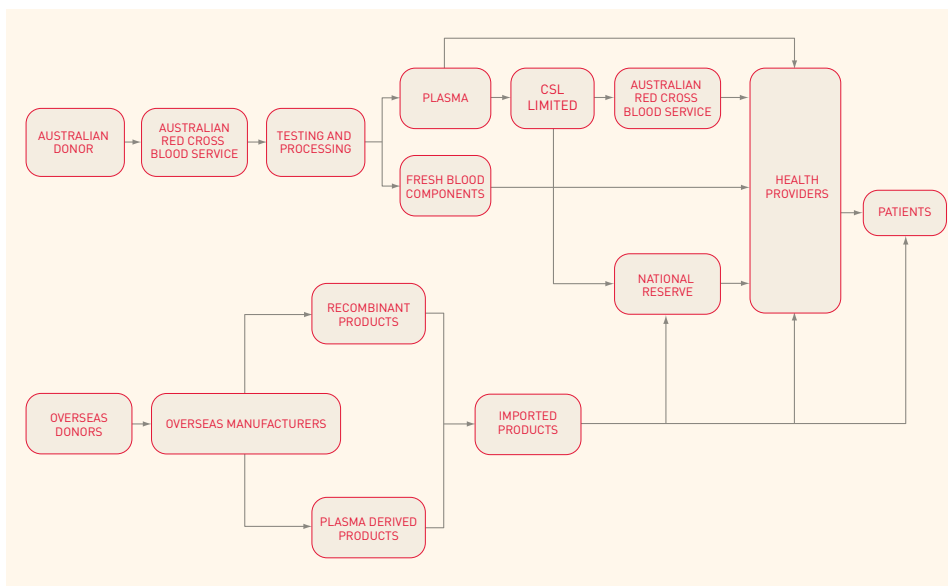 PLASMA
CSL
LIMITED
AUSTRALIAN
RED CROSS
BLOOD SERVICE
AUSTRALIAN
DONOR
AUSTRALIAN
RED CROSS
BLOOD SERVICE
TESTING AND
PROCESSING
FRESH BLOOD
COMPONENTS
HEALTH
PROVIDERS
PATIENTS
NATIONAL
RESERVE
RECOMBINANT
PRODUCTS
OVERSEAS
DONORS
OVERSEAS MANUFACTURERS
IMPORTED
PRODUCTS
PLASMA DERIVED
PRODUCTS